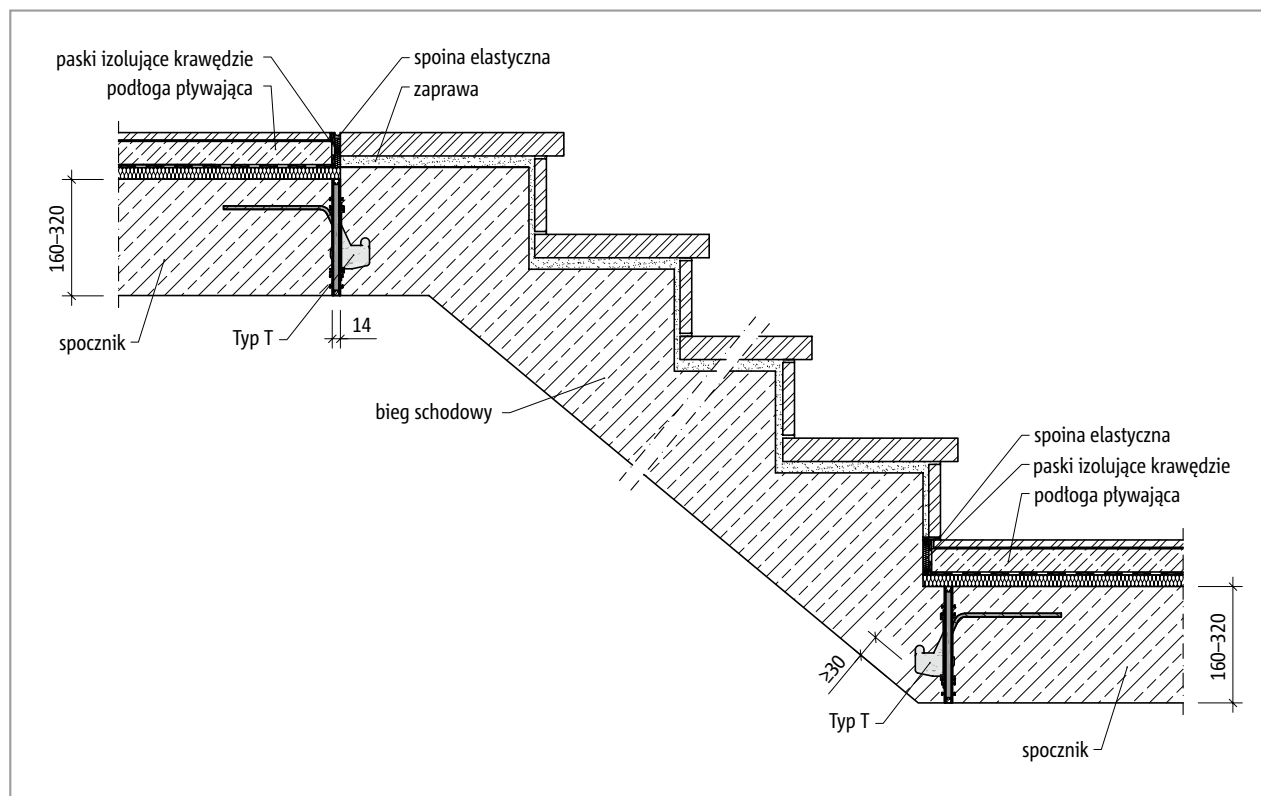 paski izolujące krawędzie
podłoga pływająca
spoina elastyczna
zaprawa
160–320
spocznik
Typ T
14
bieg schodowy
spoina elastyczna
paski izolujące krawędzie
podłoga pływająca
≥30
Typ T
160–320
spocznik